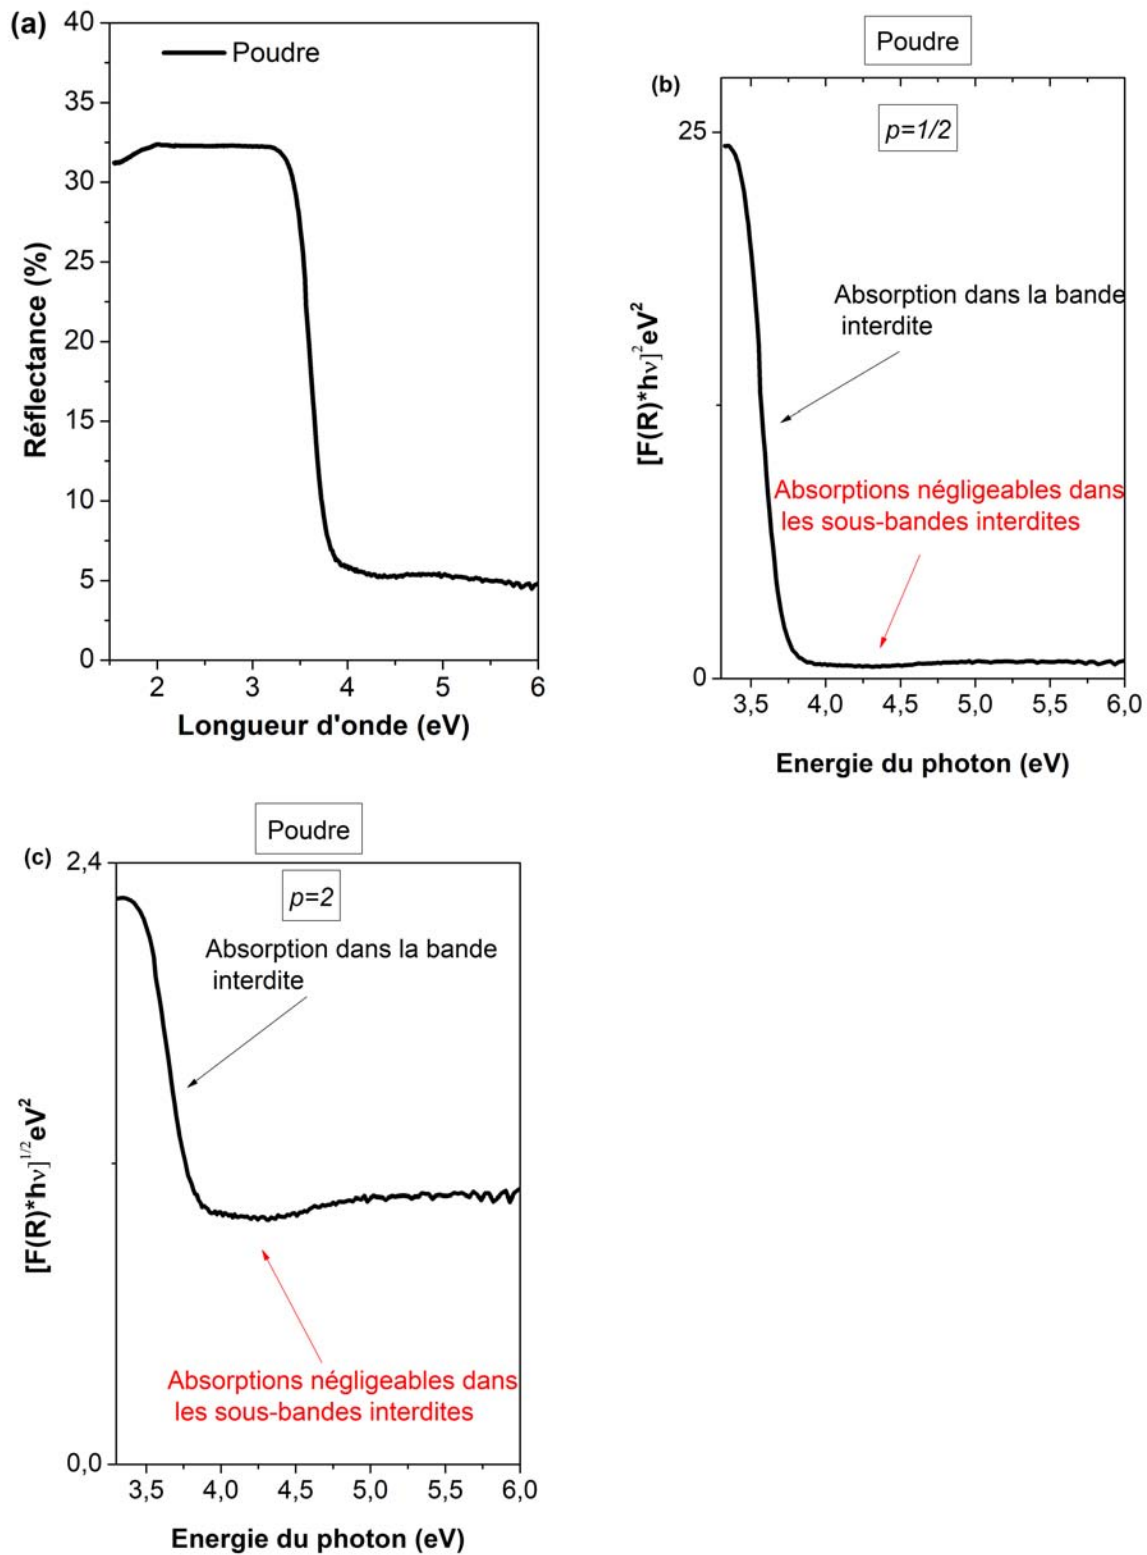 (a)
40
35
30
25
20
15
10
5
0
Poudre
Réflectance (%)
2 3 4 5 6
Longueur d'onde (eV)
Poudre
(b)
p=1/2
25
0
Absorption dans la bande
interdite
Absorptions négligeables dans
les sous-bandes interdites
[F(R)*hν]²eV²
3,5 4,0 4,5 5,0 5,5 6,0
Energie du photon (eV)
Poudre
(c)
p=2
2,4
0,0
Absorption dans la bande
interdite
Absorptions négligeables dans
les sous-bandes interdites
[F(R)*hν]^1/2 eV²
3,5 4,0 4,5 5,0 5,5 6,0
Energie du photon (eV)